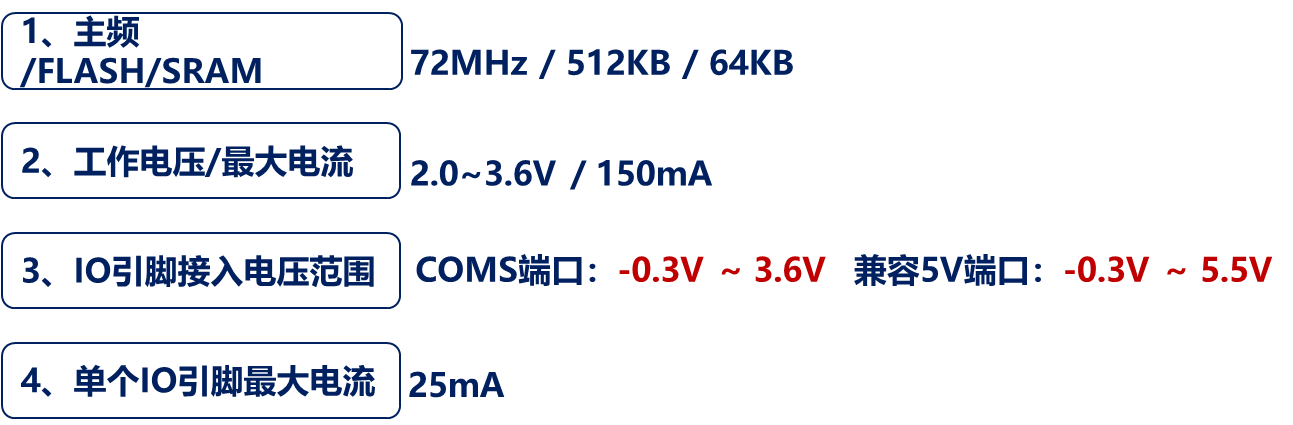 1、主频
/FLASH/SRAM
72MHz / 512KB / 64KB
2、工作电压/最大电流
2.0~3.6V / 150mA
3、IO引脚接入电压范围
COMS端口：-0.3V ~ 3.6V 兼容5V端口：-0.3V ~ 5.5V
4、单个IO引脚最大电流
25mA